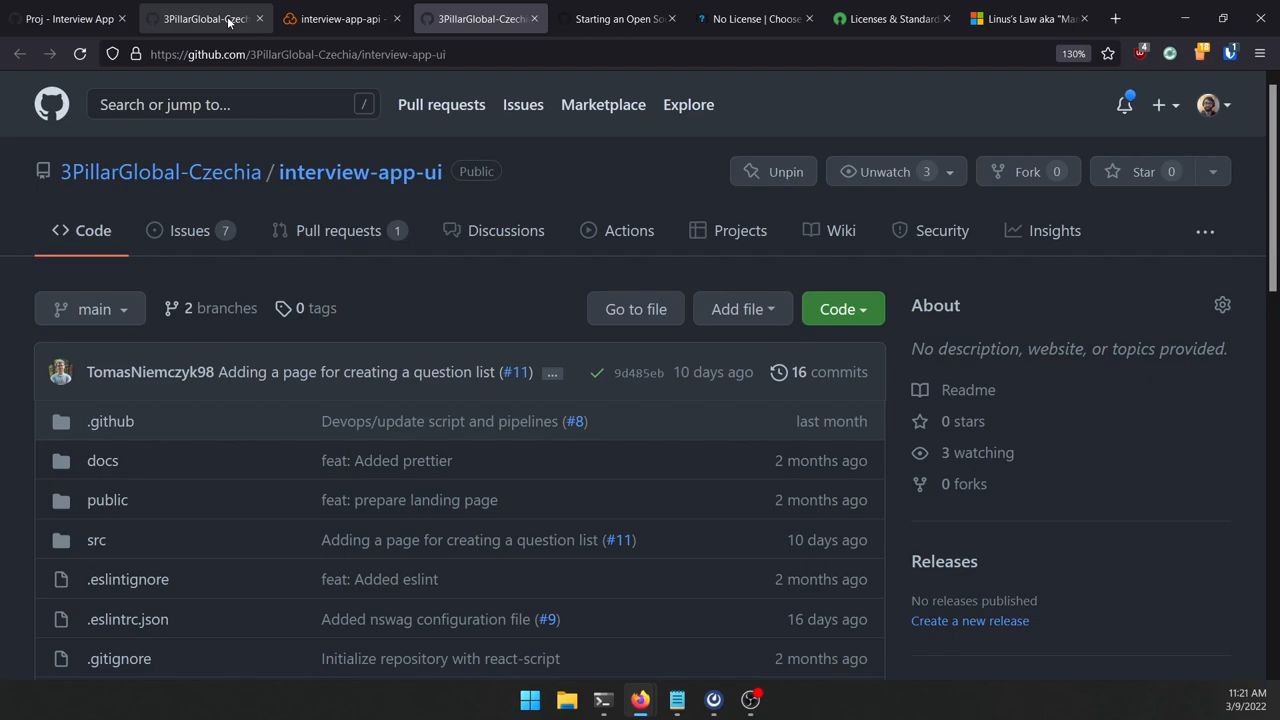 Proj - Interview App
3PillarGlobal-Czech
interview-app-api -
3PillarGlobal-Czech
Starting an Open So
No License | Choose
Licenses & Standard
Linus's Law aka "Ma
https://github.com/3PillarGlobal-Czechia/interview-app-ui
130%
4
18
1
Search or jump to...
/
Pull requests
Issues
Marketplace
Explore
3PillarGlobal-Czechia / interview-app-ui
Public
Unpin
Unwatch 3
Fork 0
Star 0
<> Code
Issues 7
Pull requests 1
Discussions
Actions
Projects
Wiki
Security
Insights
...
main
2 branches
0 tags
Go to file
Add file
Code
TomasNiemczyk98 Adding a page for creating a question list (#11) ... 9d485eb 10 days ago 16 commits
.github Devops/update script and pipelines (#8) last month
docs feat: Added prettier 2 months ago
public feat: prepare landing page 2 months ago
src Adding a page for creating a question list (#11) 10 days ago
.eslintignore feat: Added eslint 2 months ago
.eslintrc.json Added nswag configuration file (#9) 16 days ago
.gitignore Initialize repository with react-script 2 months ago
About
No description, website, or topics provided.
Readme
0 stars
3 watching
0 forks
Releases
No releases published
Create a new release
11:21 AM
3/9/2022